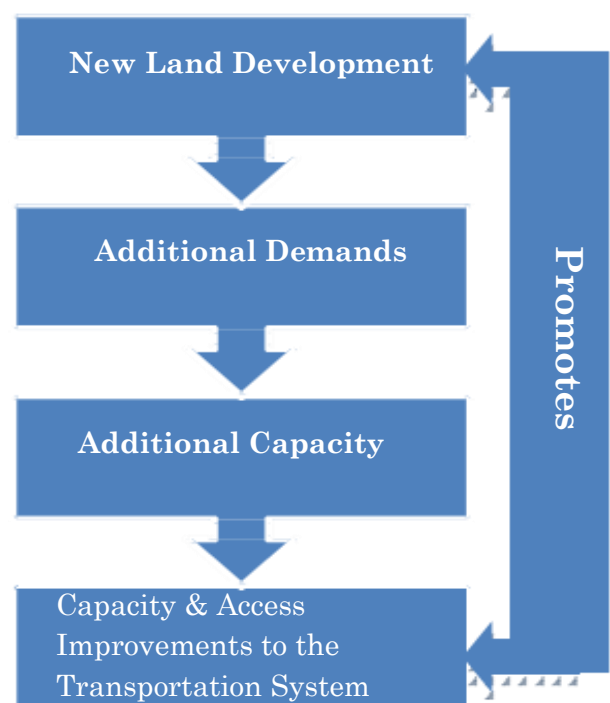 New Land Development
Additional Demands
Additional Capacity
Capacity & Access
Improvements to the
Transportation System
Promotes